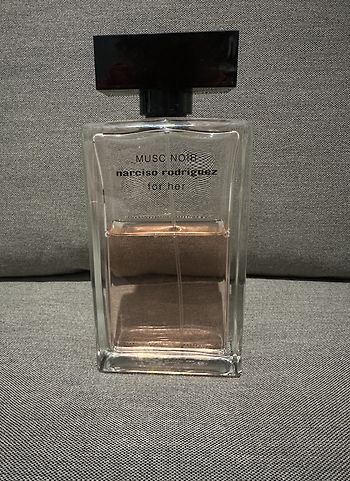 MUSC NOIR
narciso rodriguez
for her